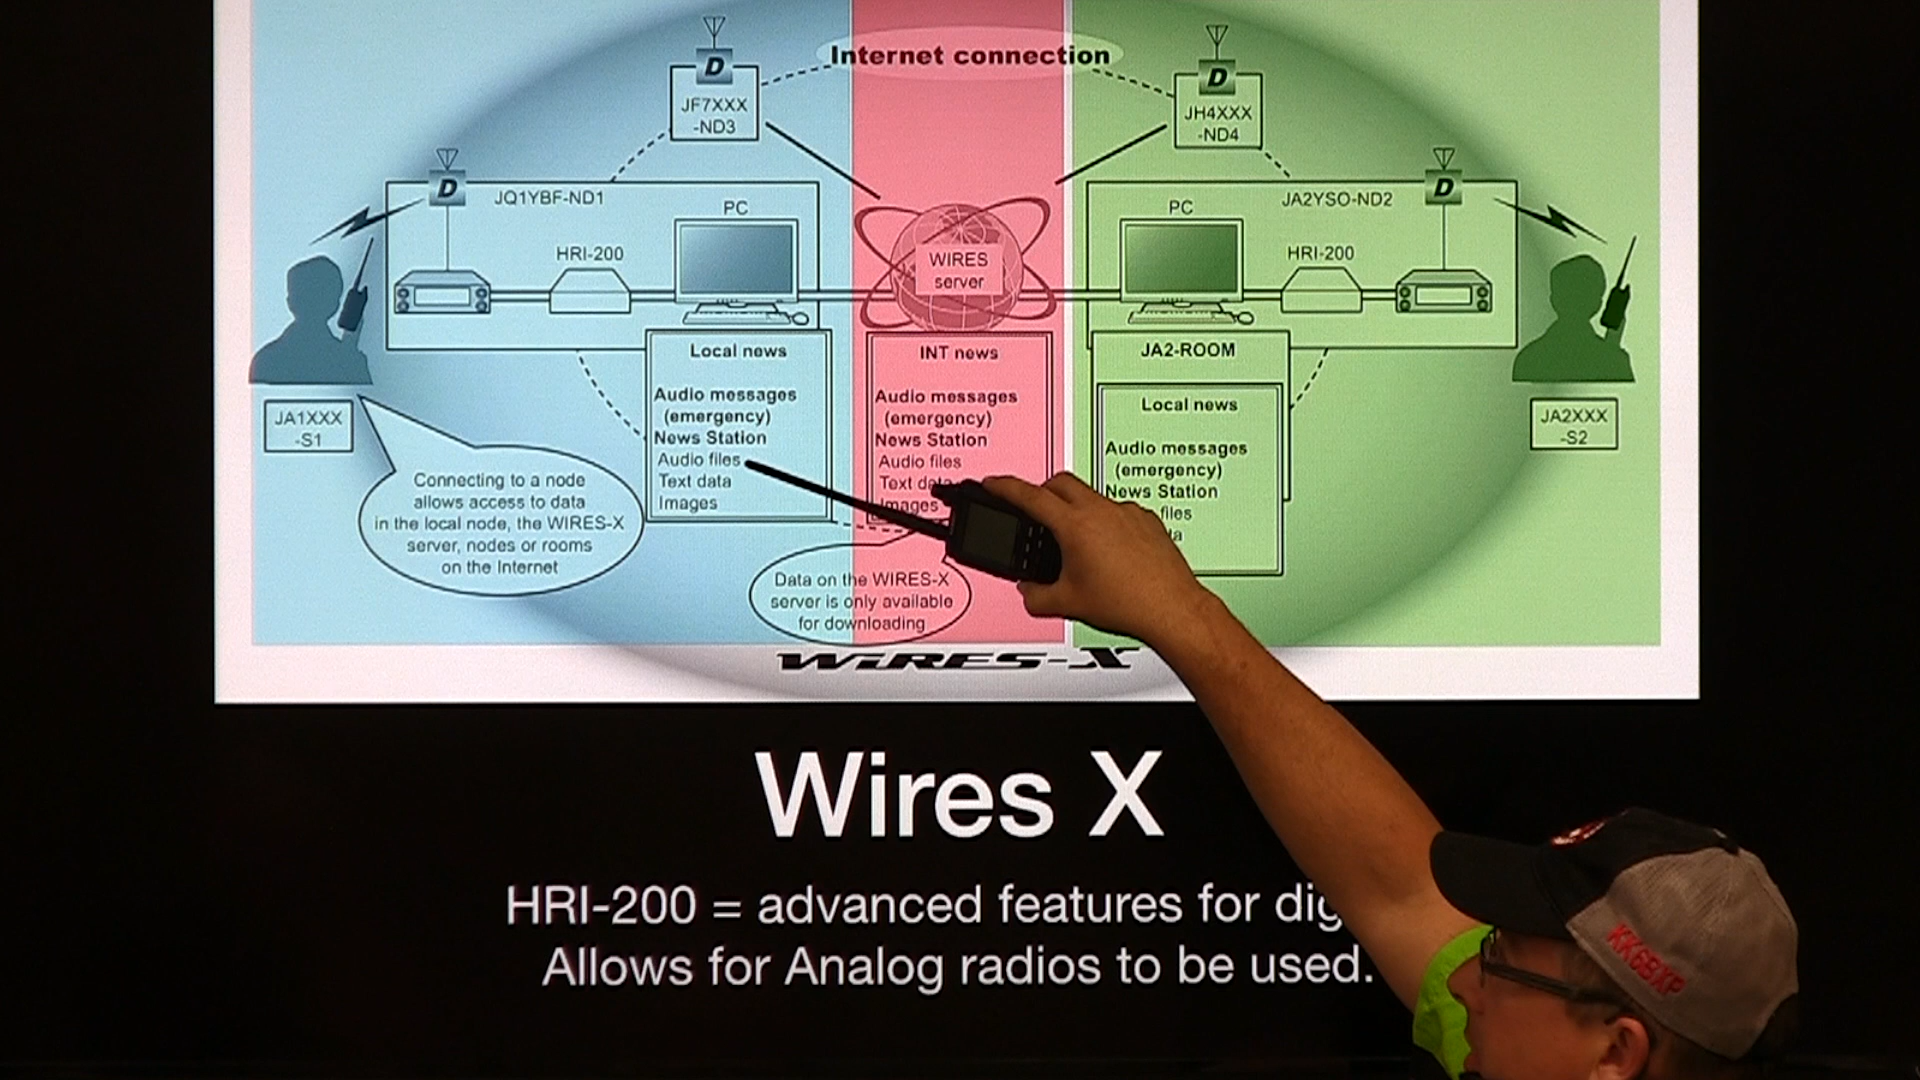 Internet connection
D
JF7XXX
-ND3
D
JH4XXX
-ND4
D
JQ1YBF-ND1
PC
HRI-200
WIRES
server
PC
JA2YSO-ND2
D
HRI-200
JA1XXX
-S1
JA2XXX
-S2
Connecting to a node
allows access to data
in the local node, the WIRES-X
server, nodes or rooms
on the Internet
Local news
Audio messages
(emergency)
News Station
Audio files
Text data
Images
INT news
Audio messages
(emergency)
News Station
Audio files
Text
Images
JA2-ROOM
Local news
Audio messages
(emergency)
News Station
files
Data on the WIRES-X
server is only available
for downloading
WiRES-X
Wires X
HRI-200 = advanced features for
Allows for Analog radios to be used.
KK6BXP